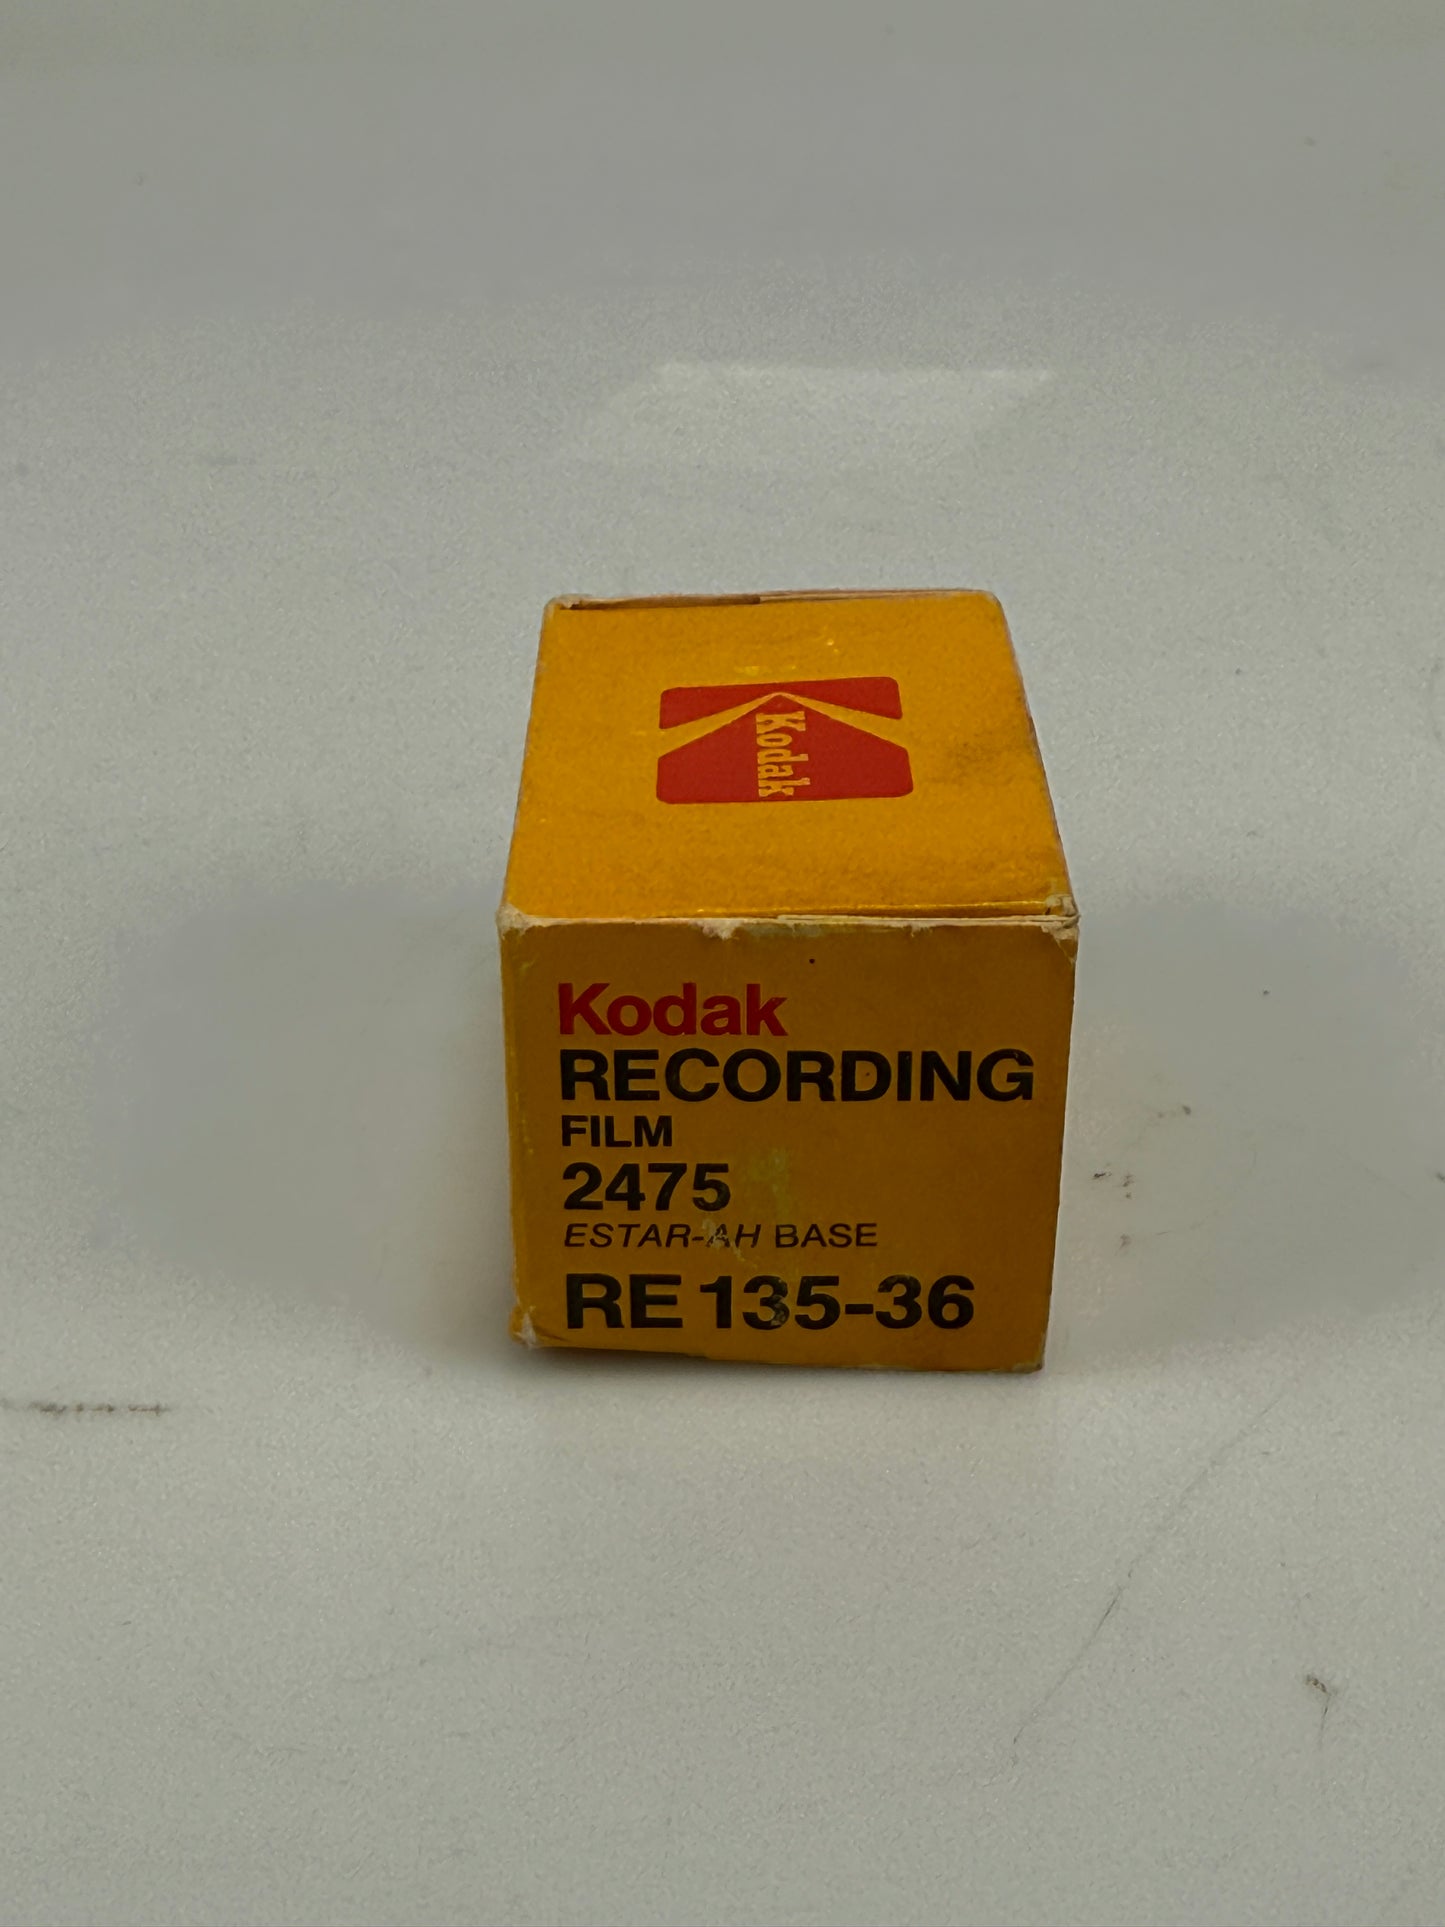 Kodak
Kodak
RECORDING
FILM
2475
ESTAR-AH BASE
RE 135-36